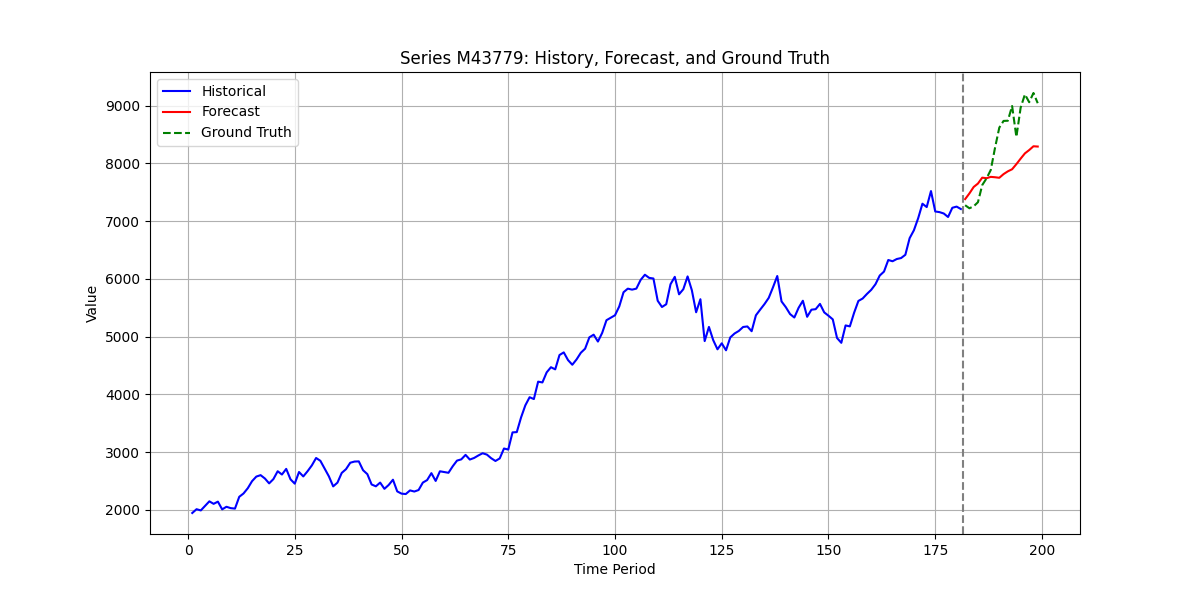 Series M43779: History, Forecast, and Ground Truth
Historical
Forecast
Ground Truth
9000
8000
7000
6000
5000
4000
3000
2000
Value
0 25 50 75 100 125 150 175 200
Time Period